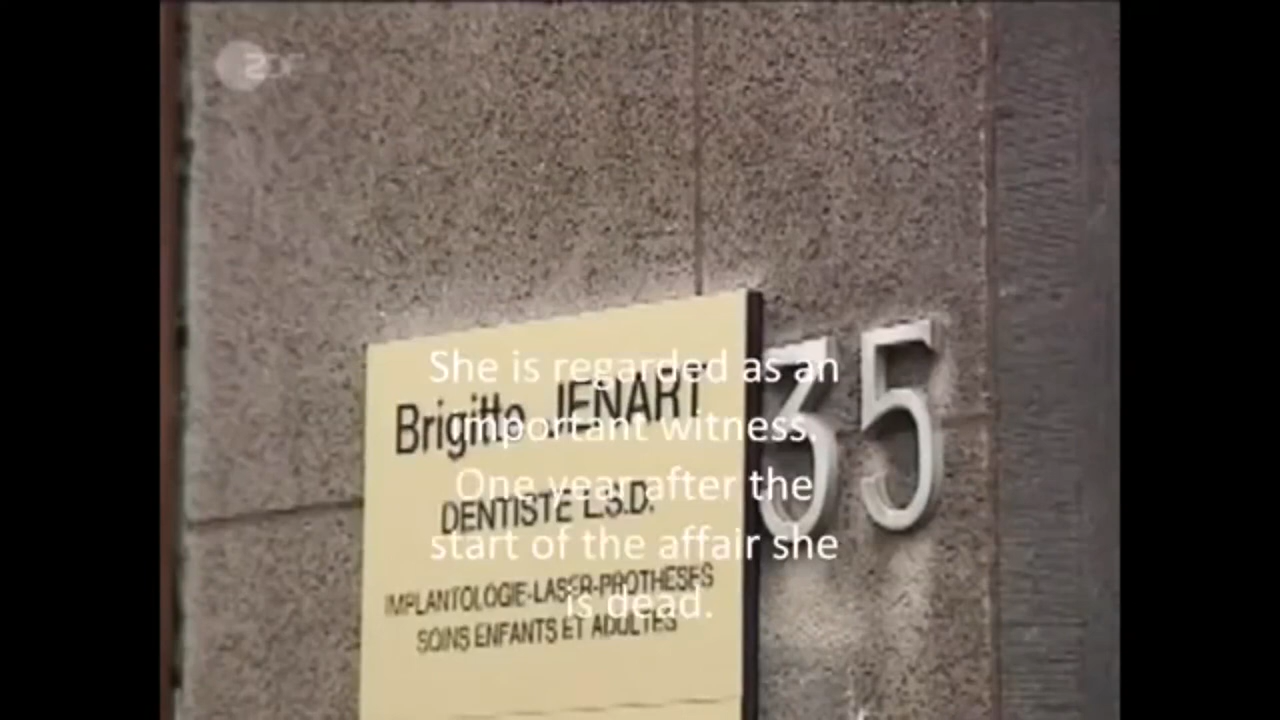 ZDF
Brigitte JENART
35
DENTISTE L.S.D.
IMPLANTOLOGIE-LASER-PROTHESES
SOINS ENFANTS ET ADULTES
She is regarded as an
important witness.
One year after the
start of the affair she
is dead.